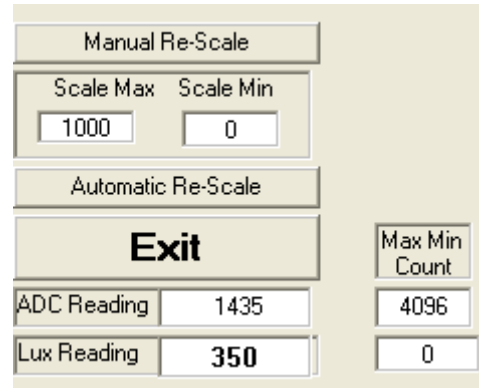 Manual Re-Scale
Scale Max Scale Min
1000 0
Automatic Re-Scale
Exit
Max Min
Count
ADC Reading 1435 4096
Lux Reading 350 0